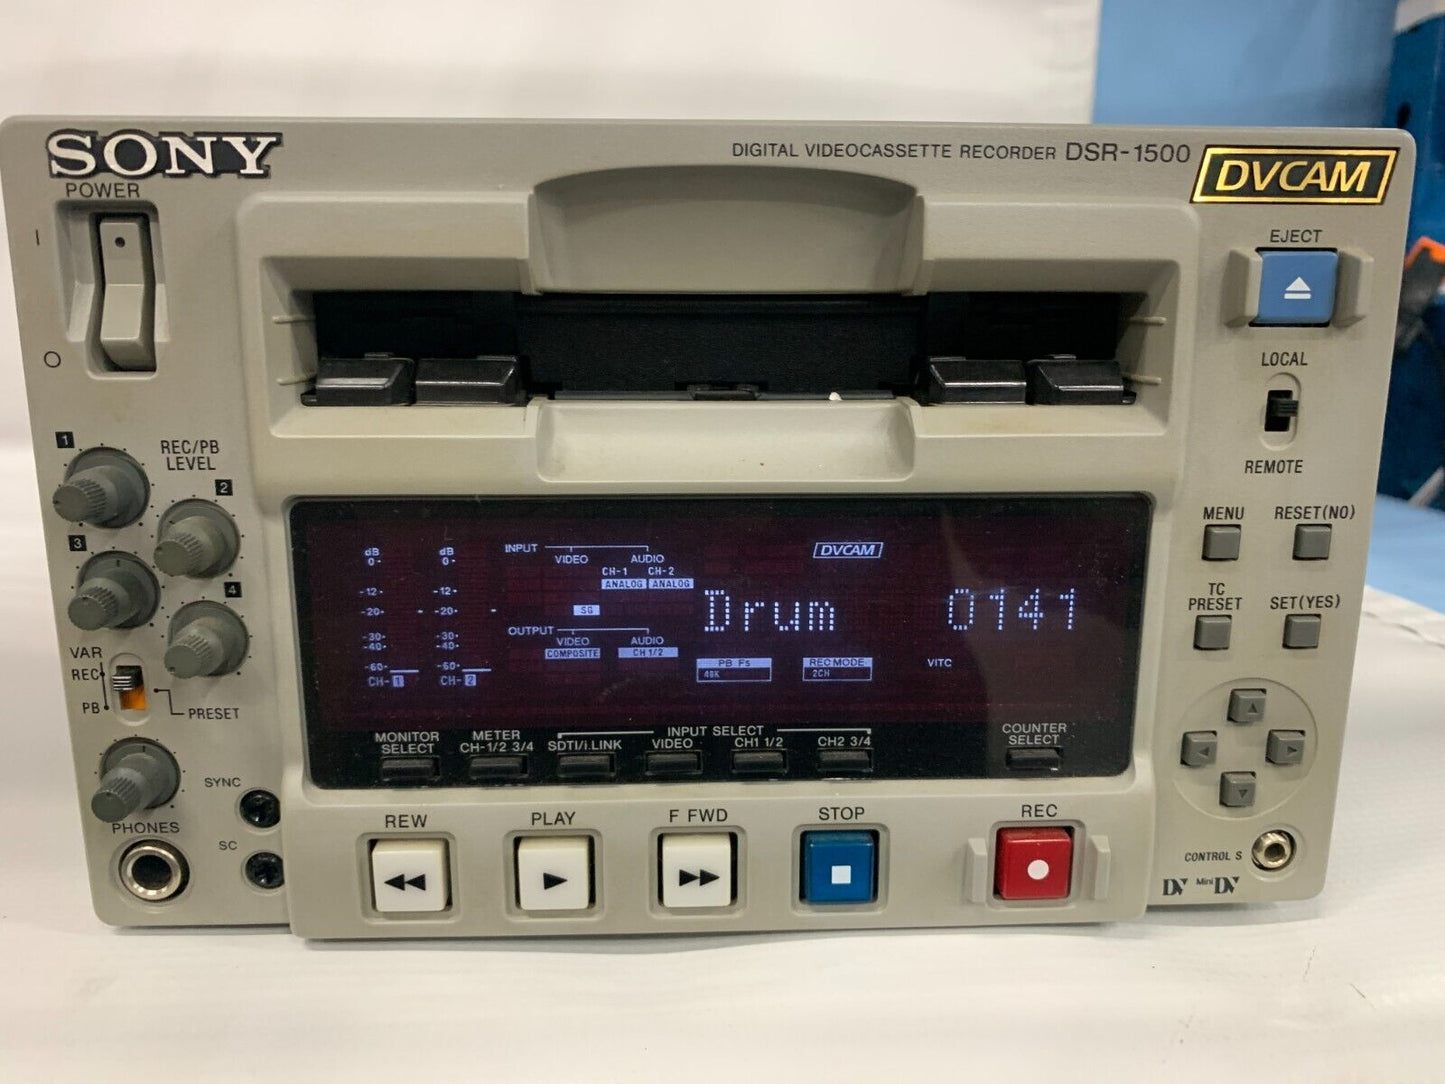 SONY
DIGITAL VIDEOCASSETTE RECORDER DSR-1500
DVCAM
POWER
I
O
EJECT
LOCAL
REMOTE
1
REC/PB
LEVEL
2
3
4
VAR
REC
PB
PRESET
SYNC
SC
PHONES
dB
0
-12
-20
-30
-40
-60
CH-1
dB
0
-12
-20
-30
-40
-60
CH-2
INPUT
VIDEO AUDIO
CH-1 CH-2
ANALOG ANALOG
SG
OUTPUT
VIDEO AUDIO
COMPOSITE CH 1/2
DVCAM
Drum 0141
PB Fs
48K
REC MODE
2CH
VITC
MONITOR
SELECT
METER
CH-1/2 3/4
INPUT SELECT
SDTI/i.LINK VIDEO CH1 1/2 CH2 3/4
COUNTER
SELECT
REW PLAY F FWD STOP REC
MENU RESET(NO)
TC
PRESET
SET(YES)
CONTROL S
DV Mini DV